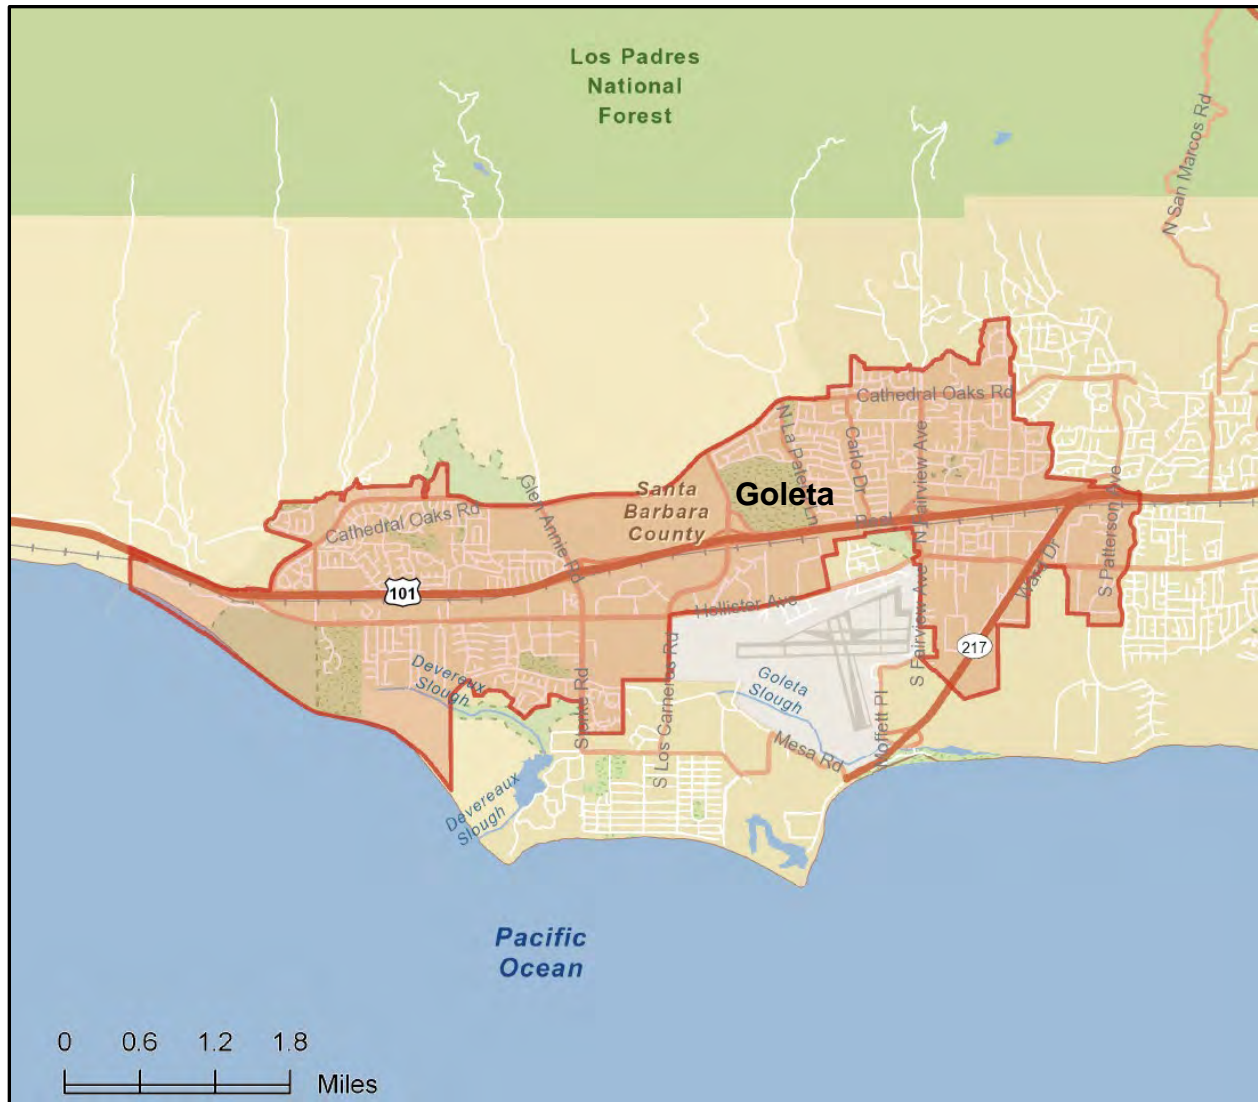 Los Padres
National
Forest
N San Marcos Rd
Cathedral Oaks Rd
N La Patera Ln
Carlo Dr
N Fairview Ave
Glen Annie Rd
Santa
Barbara
County
Goleta
Cathedral Oaks Rd
S Patterson Ave
Ward Dr
101
Hollister Ave
S Fairview Ave
217
Devereux
Slough
Goleta
Slough
Storke Rd
S Los Carneros Rd
Moffett Pl
Mesa Rd
Devereaux
Slough
Pacific
Ocean
0 0.6 1.2 1.8
Miles